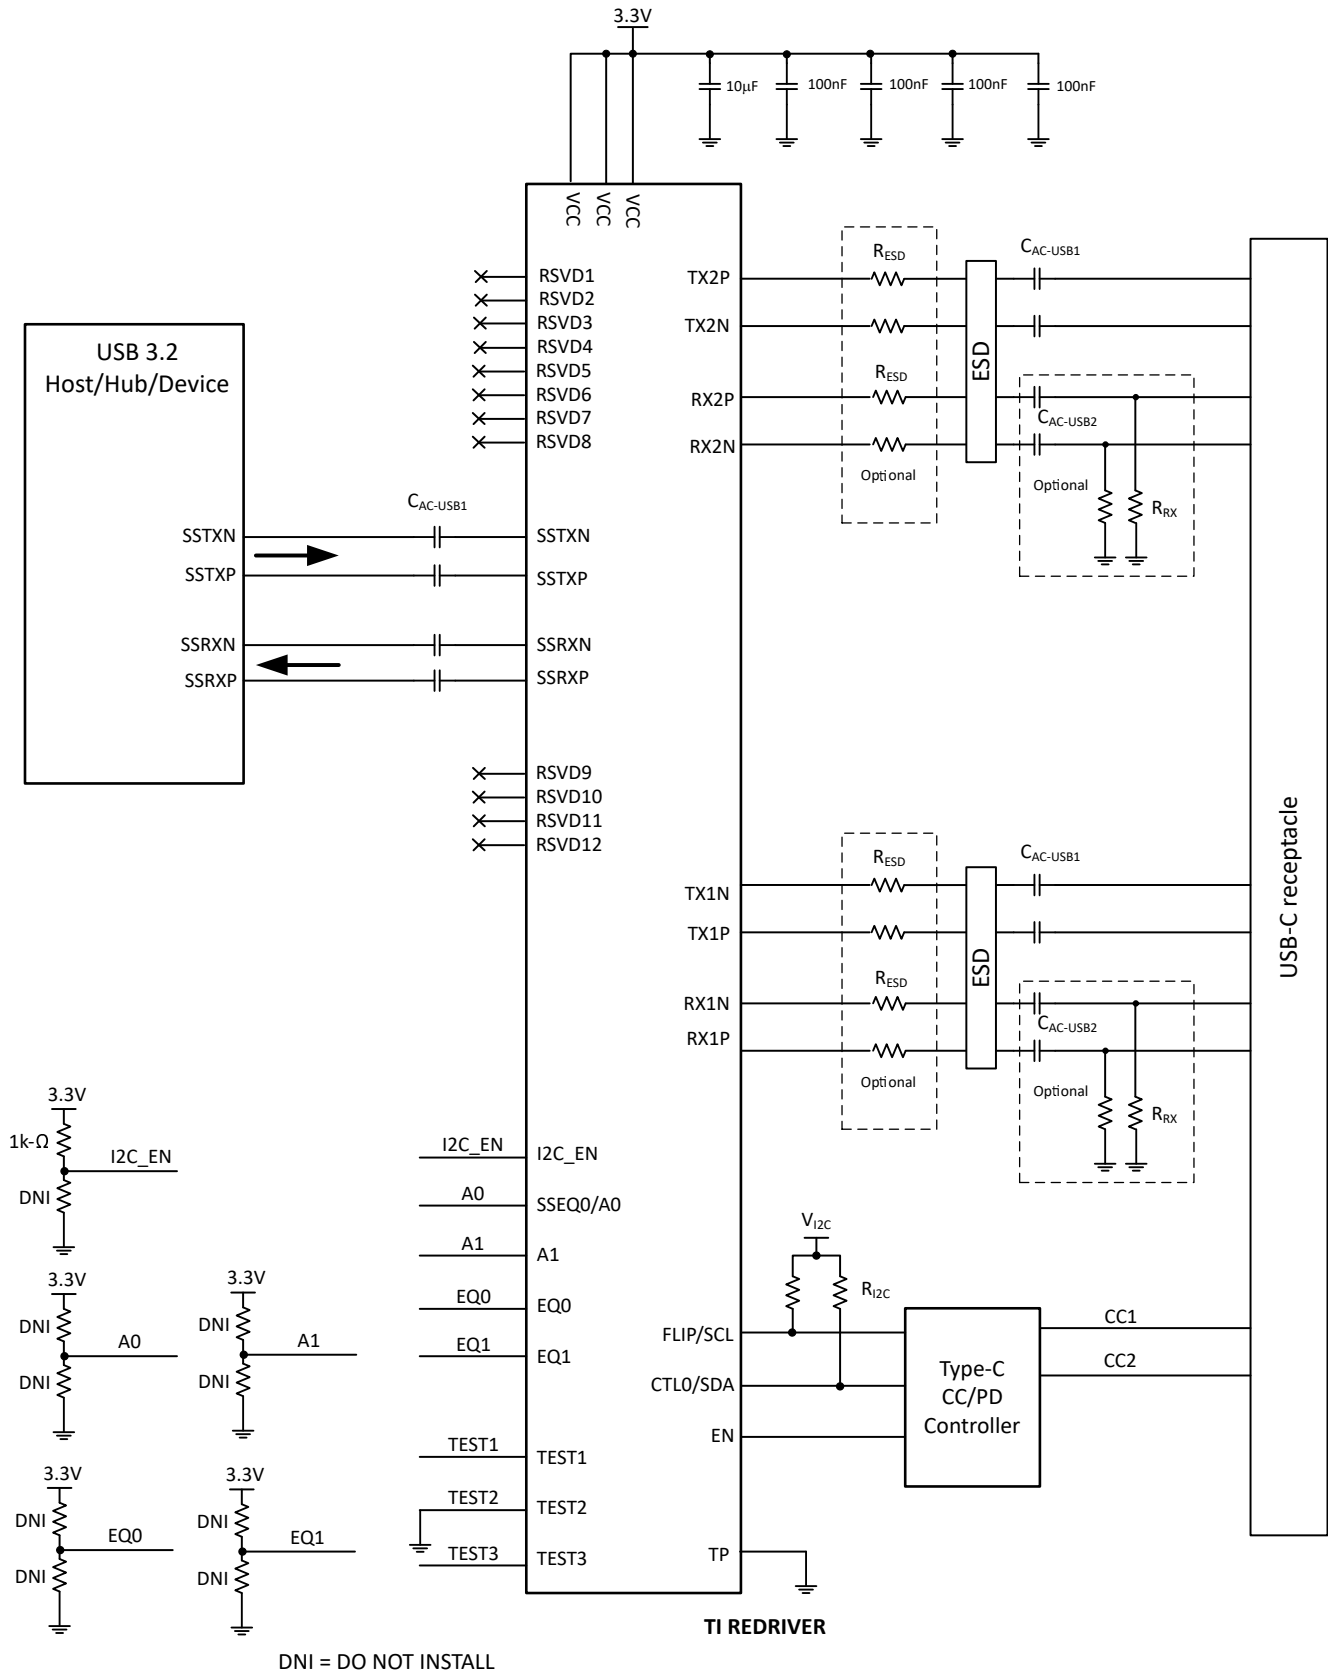 3.3V
10µF
100nF
100nF
100nF
100nF
VCC
VCC
VCC
RSVD1
RSVD2
RSVD3
RSVD4
RSVD5
RSVD6
RSVD7
RSVD8
USB 3.2
Host/Hub/Device
SSTXN
SSTXP
SSRXN
SSRXP
CAC-USB1
SSTXN
SSTXP
SSRXN
SSRXP
RSVD9
RSVD10
RSVD11
RSVD12
TX2P
TX2N
RX2P
RX2N
RESD
RESD
Optional
ESD
CAC-USB1
CAC-USB2
Optional
RRX
TX1N
TX1P
RX1N
RX1P
RESD
RESD
Optional
ESD
CAC-USB1
CAC-USB2
Optional
RRX
USB-C receptacle
3.3V
1k-Ω
I2C_EN
DNI
3.3V
DNI
A0
DNI
3.3V
DNI
A1
DNI
3.3V
DNI
EQ0
DNI
3.3V
DNI
EQ1
DNI
I2C_EN
I2C_EN
A0
SSEQ0/A0
A1
A1
EQ0
EQ0
EQ1
EQ1
TEST1
TEST1
TEST2
TEST2
TEST3
TEST3
VI2C
RI2C
FLIP/SCL
CTL0/SDA
EN
TP
Type-C
CC/PD
Controller
CC1
CC2
TI REDRIVER
DNI = DO NOT INSTALL